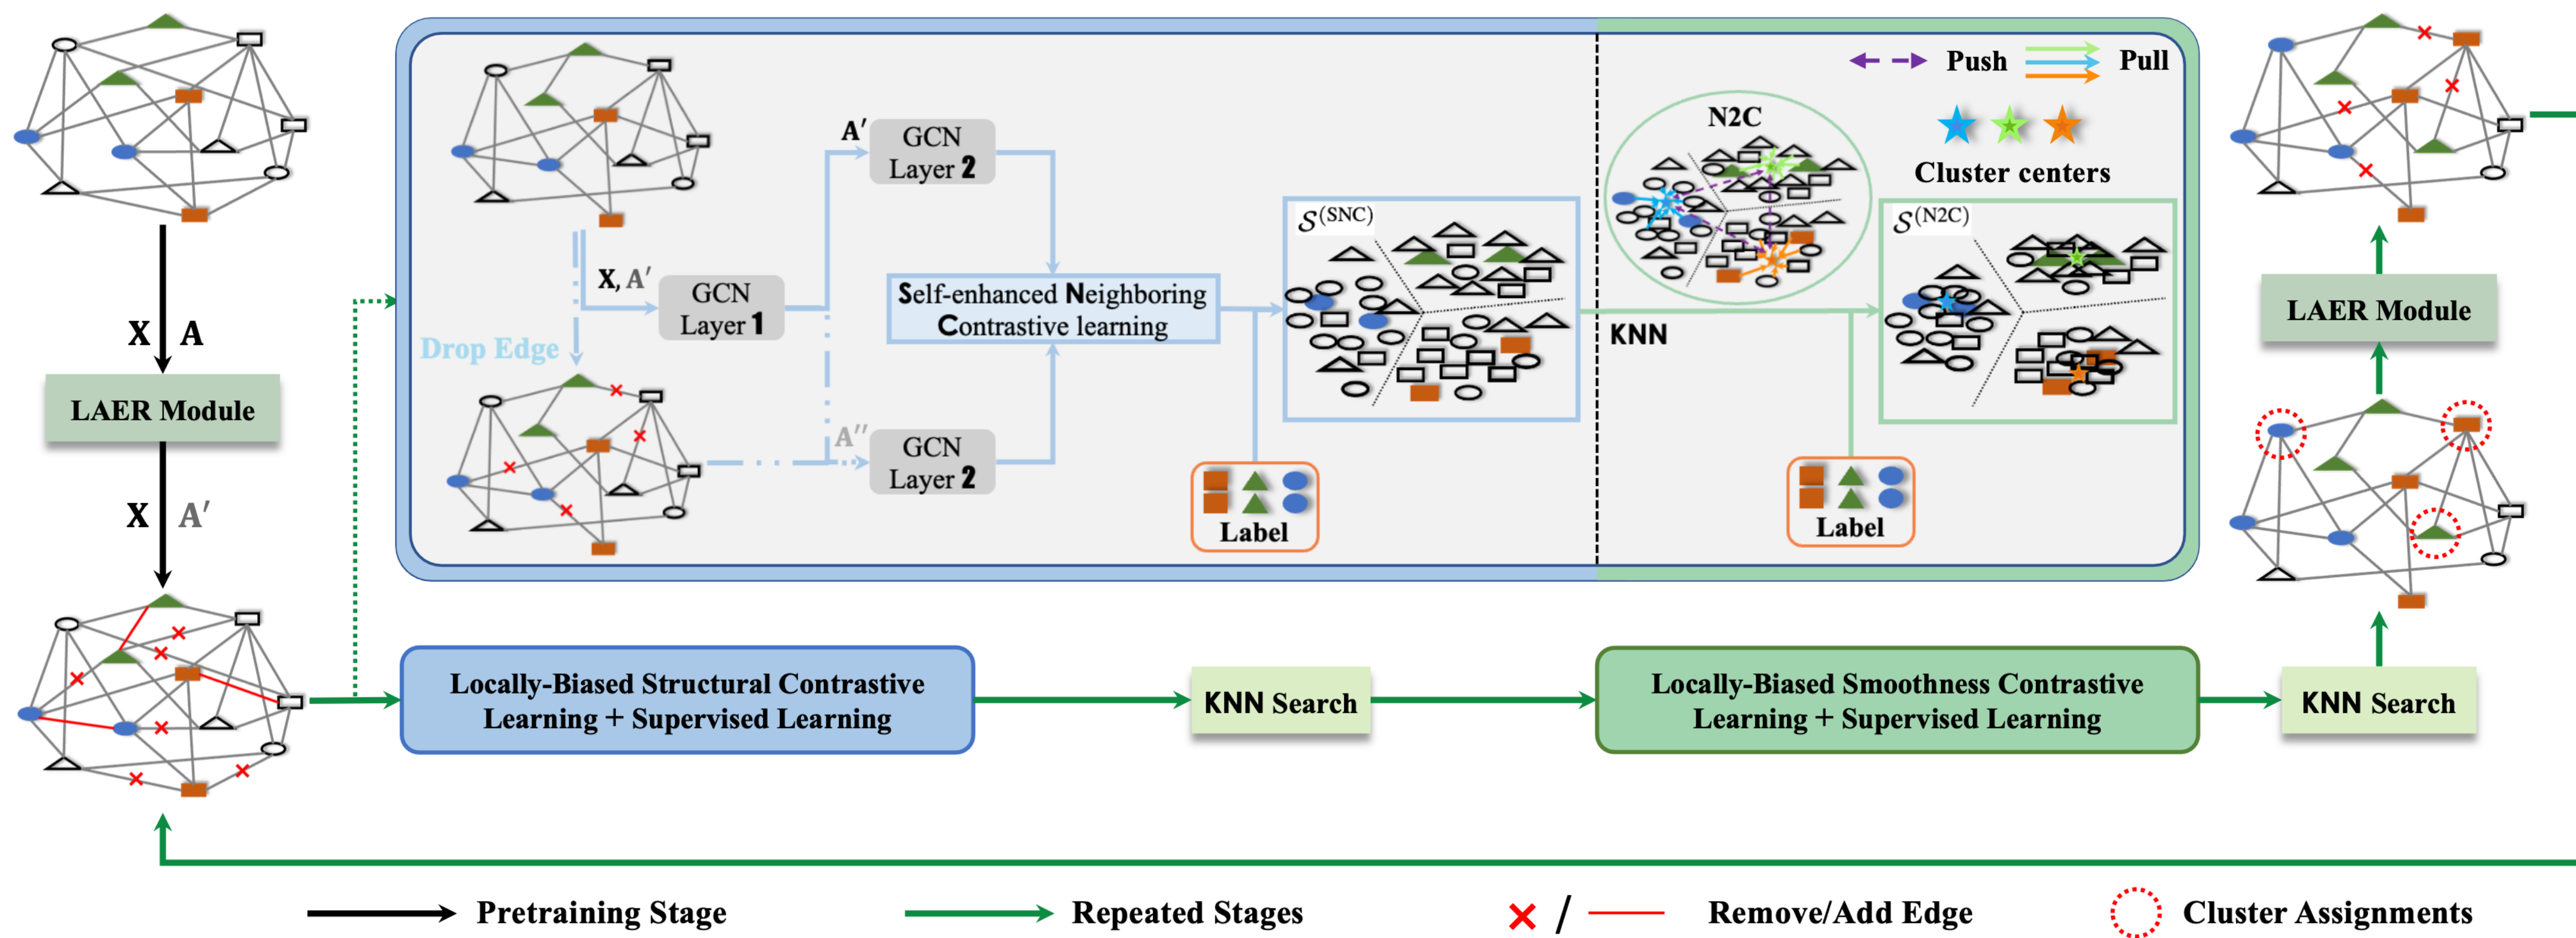 X A
LAER Module
X A′
Drop Edge
X, A′
GCN
Layer 1
A′
GCN
Layer 2
A′′
GCN
Layer 2
Self-enhanced Neighboring
Contrastive learning
S(SNC)
Label
KNN
N2C
Push
Pull
Cluster centers
S(N2C)
Label
LAER Module
Locally-Biased Structural Contrastive
Learning + Supervised Learning
KNN Search
Locally-Biased Smoothness Contrastive
Learning + Supervised Learning
KNN Search
Pretraining Stage
Repeated Stages
/
Remove/Add Edge
Cluster Assignments